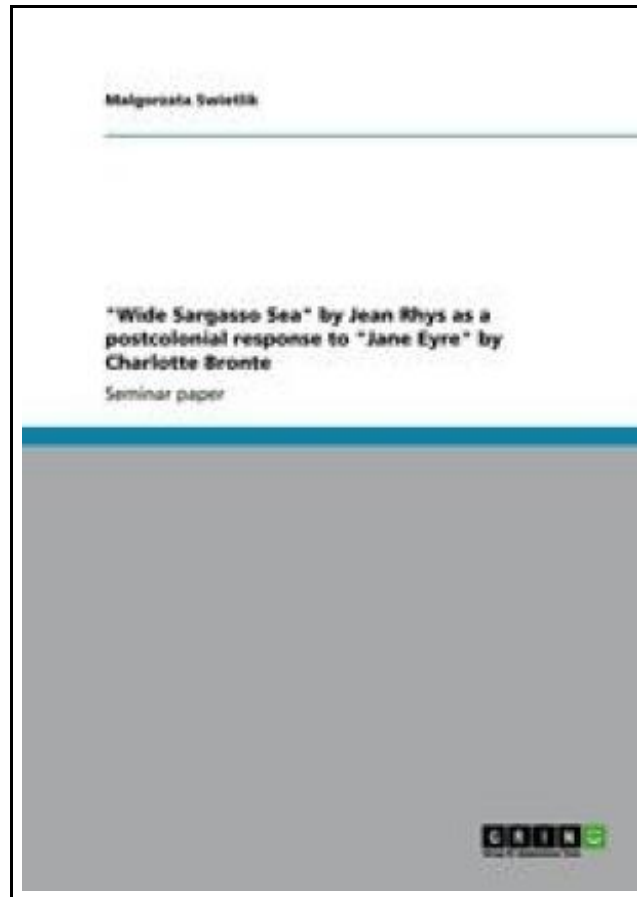 Malgorzata Swietlik
"Wide Sargasso Sea" by Jean Rhys as a
postcolonial response to "Jane Eyre" by
Charlotte Bronte
Seminar paper
GRIN